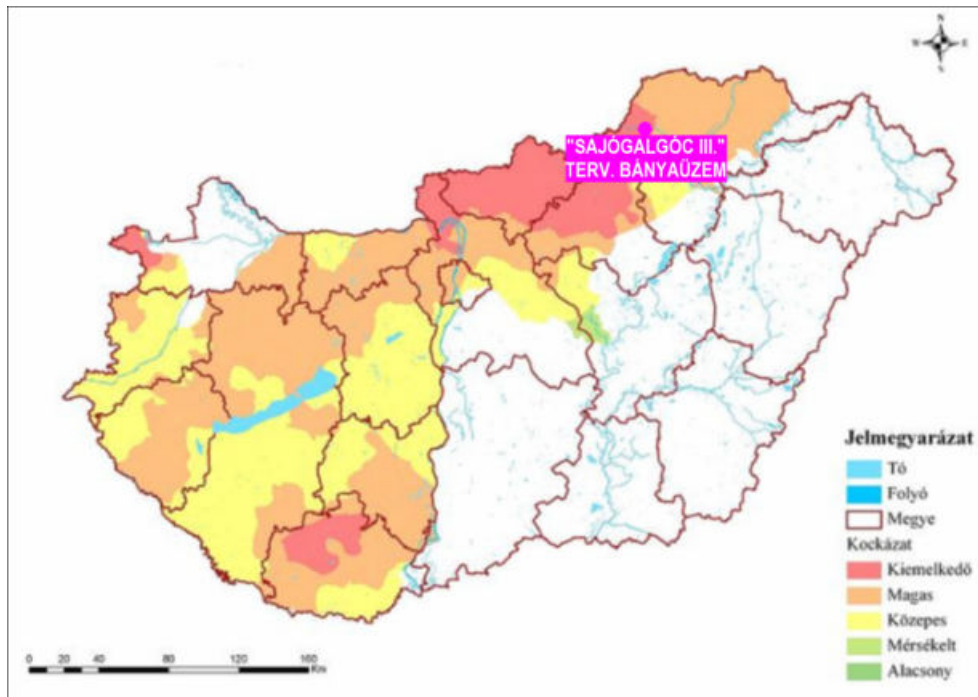 N
W E
S
"SAJÓGALGÓC III."
TERV. BÁNYAÜZEM
Jelmegyarázat
Tó
Folyó
Megye
Kockázat
Kiemelkedő
Magas
Közepes
Mérsékelt
Alacsony
0 20 40 80 120 160
Km